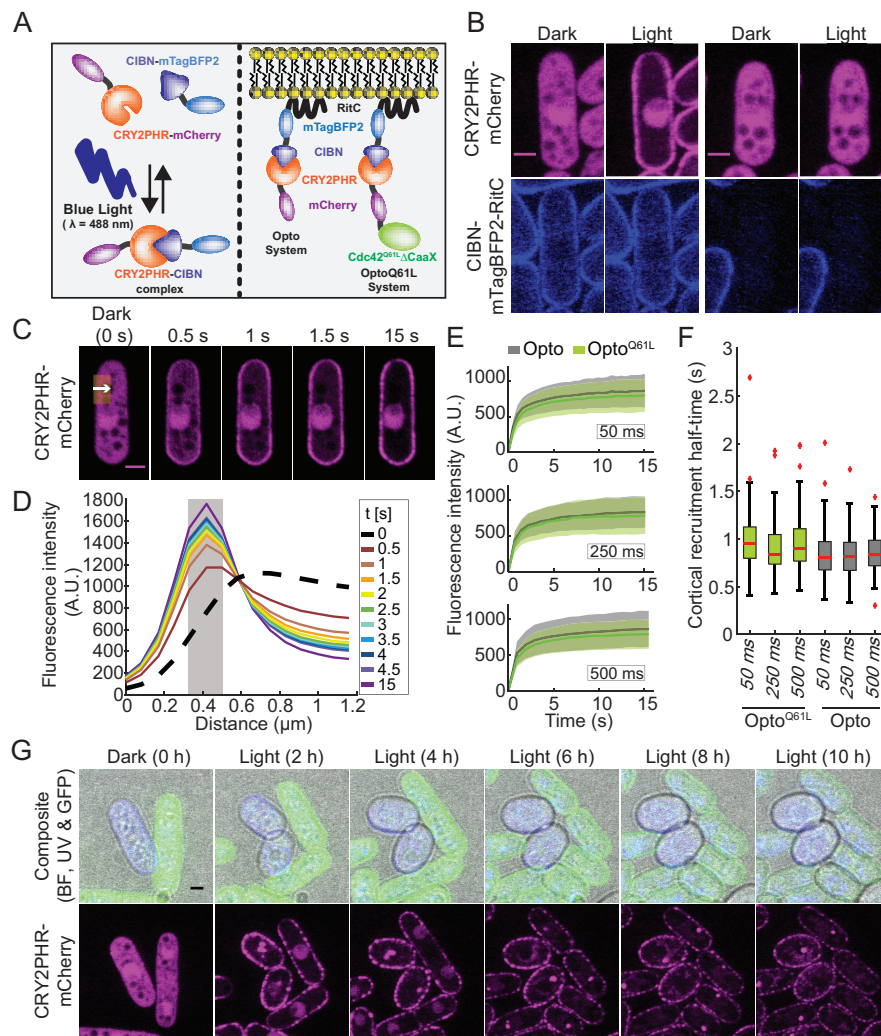 A
CIBN-mTagBFP2
CRY2PHR-mCherry
Blue Light
( λ = 488 nm)
CRY2PHR-CIBN
complex
RitC
mTagBFP2
CIBN
CRY2PHR
mCherry
Opto
System
Cdc42Q61LΔCaaX
OptoQ61L
System
B
Dark
Light
Dark
Light
CRY2PHR-
mCherry
CIBN-
mTagBFP2-RitC
C
Dark
(0 s)
0.5 s
1 s
1.5 s
15 s
CRY2PHR-
mCherry
D
Fluorescence intensity
(A.U.)
1800
1600
1400
1200
1000
800
600
400
200
0
0
0.2
0.4
0.6
0.8
1.0
1.2
Distance (µm)
t [s]
0
0.5
1
1.5
2
2.5
3
3.5
4
4.5
15
E
Opto
OptoQ61L
Fluorescence intensity (A.U.)
1000
500
0
5
10
15
50 ms
1000
500
0
5
10
15
250 ms
1000
500
0
5
10
15
500 ms
Time (s)
F
Cortical recruitment half-time (s)
3
2.5
2
1.5
1
0.5
0
50 ms
250 ms
500 ms
50 ms
250 ms
500 ms
OptoQ61L
Opto
G
Dark (0 h)
Light (2 h)
Light (4 h)
Light (6 h)
Light (8 h)
Light (10 h)
Composite
(BF, UV & GFP)
CRY2PHR-
mCherry